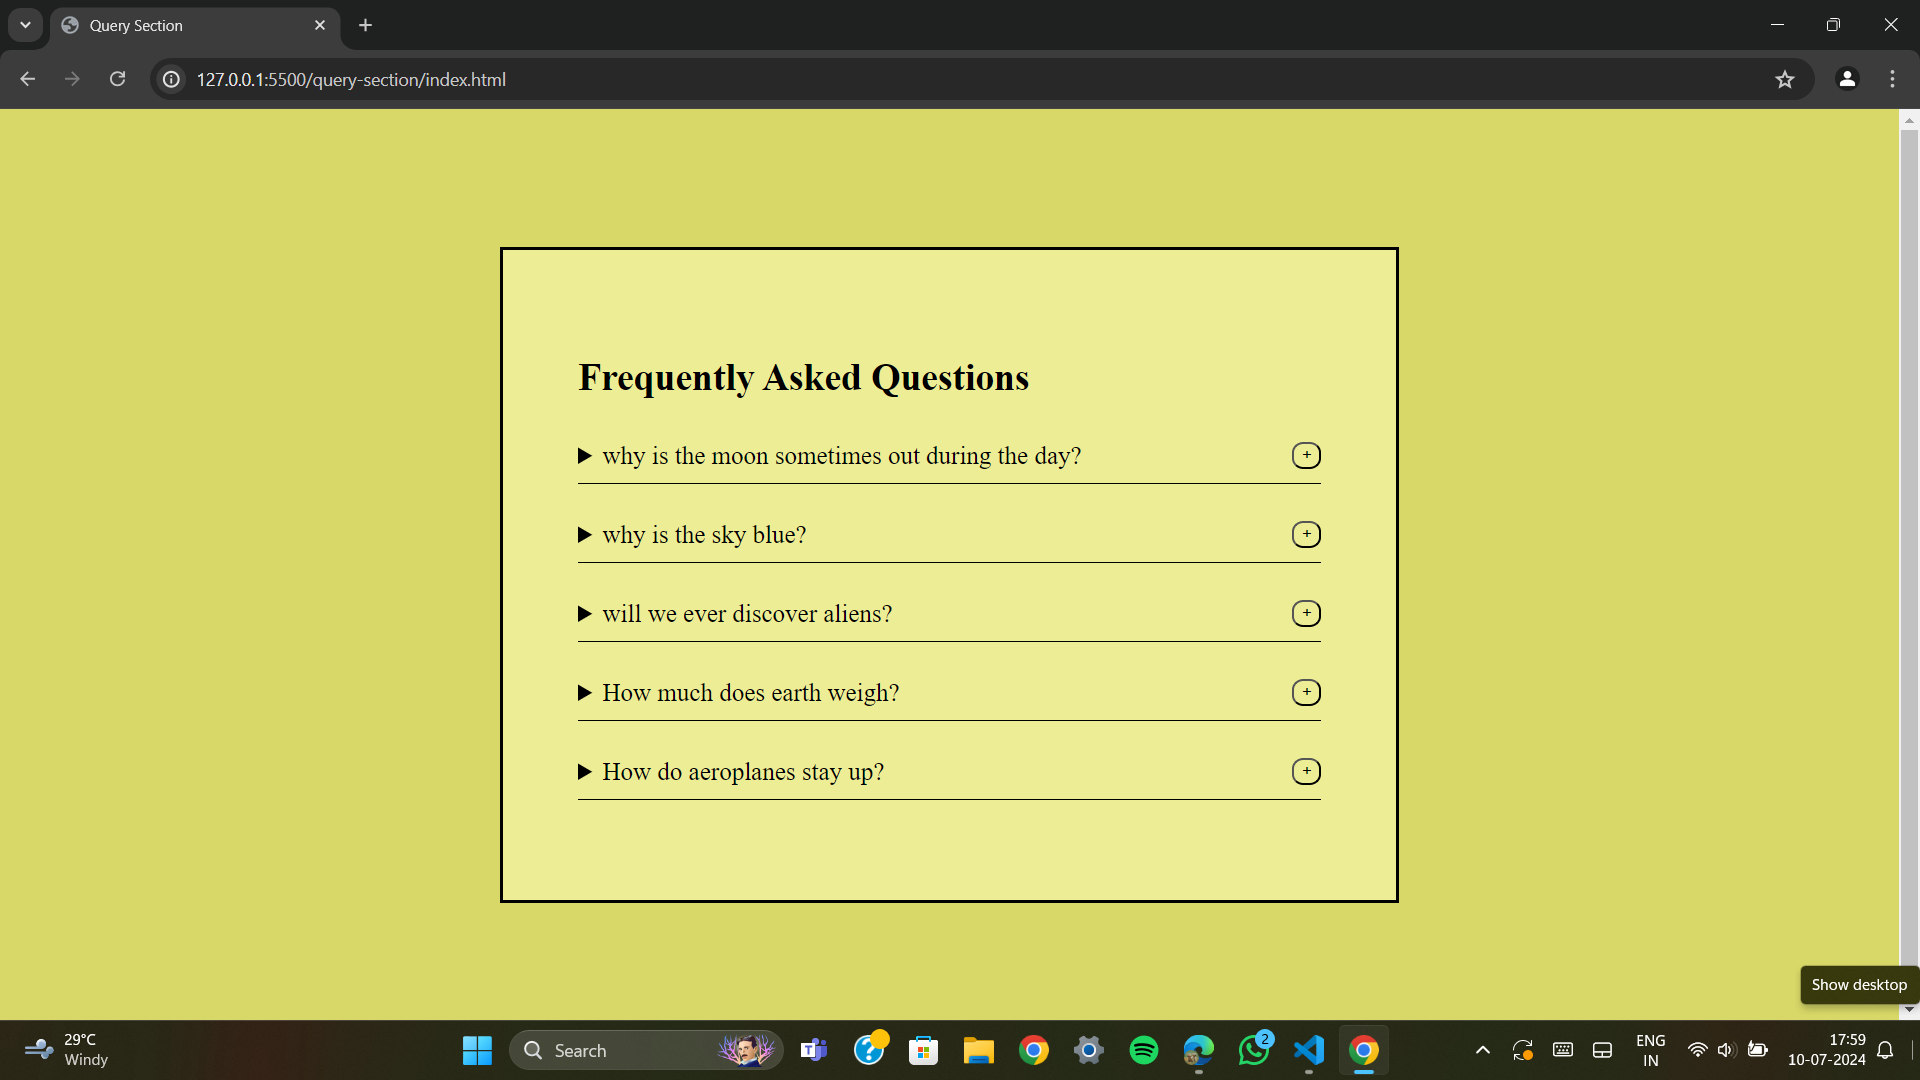 Query Section
127.0.0.1:5500/query-section/index.html
Frequently Asked Questions
why is the moon sometimes out during the day? +
why is the sky blue? +
will we ever discover aliens? +
How much does earth weigh? +
How do aeroplanes stay up? +
Show desktop
29°C
Windy
Search
T
2
ENG
IN
17:59
10-07-2024